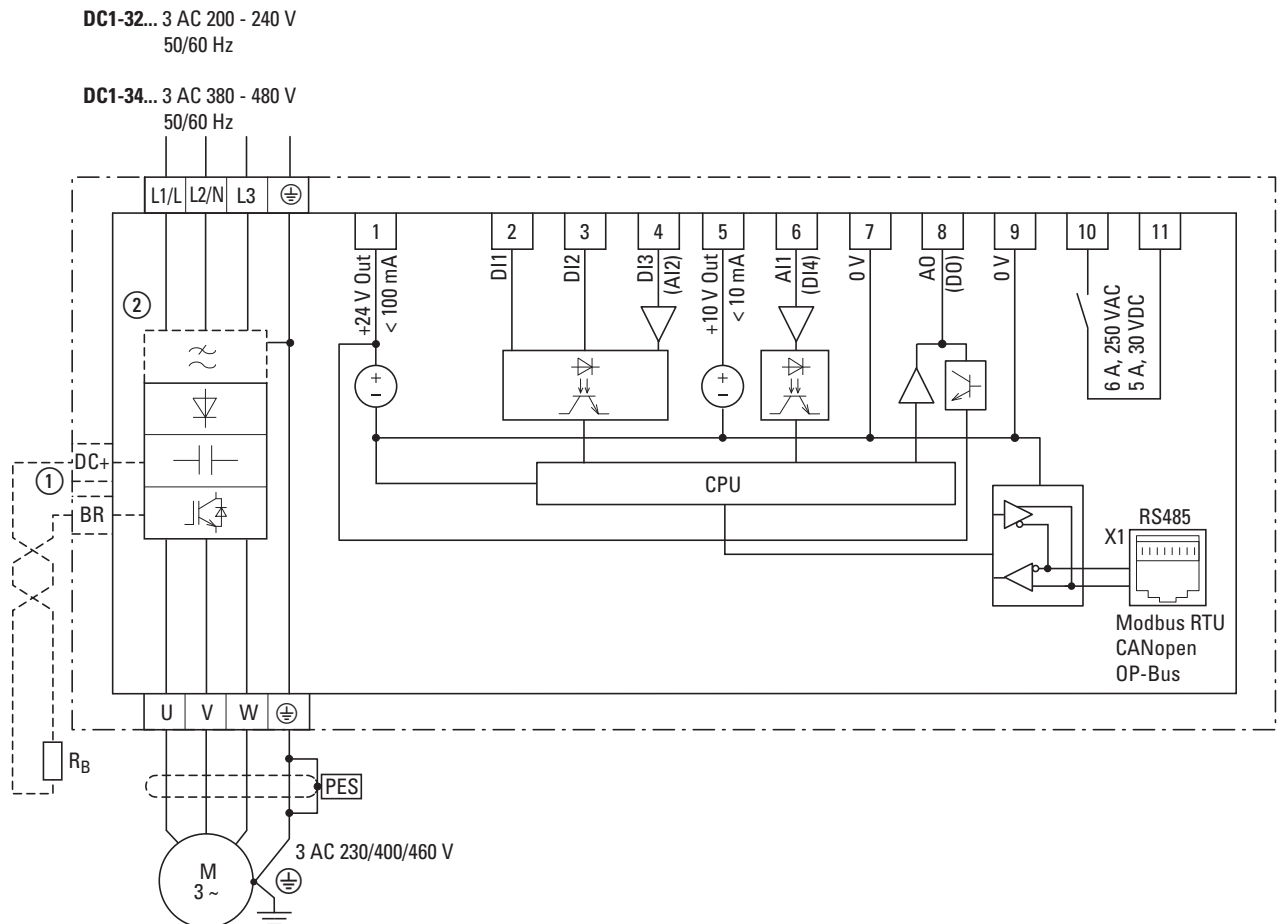 DC1-32... 3 AC 200 - 240 V
50/60 Hz
DC1-34... 3 AC 380 - 480 V
50/60 Hz
L1/L L2/N L3
1 2 3 4 5 6 7 8 9 10 11
+24 V Out
< 100 mA
DI1
DI2
DI3
(AI2)
+10 V Out
< 10 mA
AI1
(DI4)
0 V
AO
(DO)
0 V
6 A, 250 VAC
5 A, 30 VDC
2
+
-
+
-
DC+
1
BR
CPU
X1
RS485
Modbus RTU
CANopen
OP-Bus
U V W
RB
PES
3 AC 230/400/460 V
M
3 ~